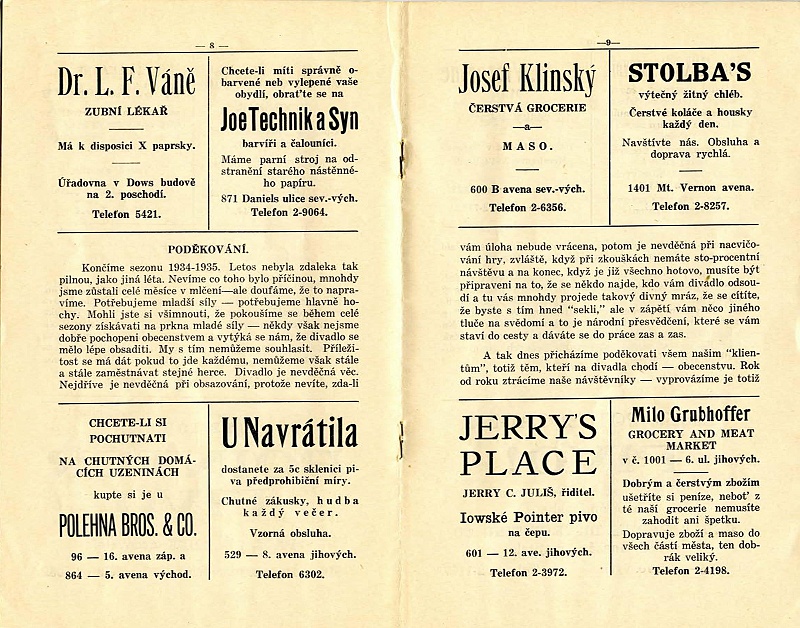 — 8 —
Dr. L. F. Váně
ZUBNÍ LÉKAŘ
Má k disposici X paprsky.
Úřadovna v Dows budově
na 2. poschodí.
Telefon 5421.
Chcete-li míti správně o-
barvené neb vylepené vaše
obydlí, obrat'te se na
Joe Technik a Syn
barvíři a čalouníci.
Máme parní stroj na od-
stranění starého nástěnné-
ho papíru.
871 Daniels ulice sev.-vých.
Telefon 2-9064.
PODĚKOVÁNÍ.
Končíme sezonu 1934-1935. Letos nebyla zdaleka tak
pilnou, jako jiná léta. Nevíme co toho bylo příčinou, mnohdy
jsme zůstali celé měsíce v mlčení—ale doufáme, že to napra-
víme. Potřebujeme mladší síly — potřebujeme hlavně ho-
chy. Mohli jste si všimnouti, že pokoušíme se během celé
sezony získávati na prkna mladé síly — někdy však nejsme
dobře pochopeni obecenstvem a vytýká se nám, že divadlo se
mělo lépe obsaditi. My s tím nemůžeme souhlasit. Příleži-
tost se má dát pokud to jde každému, nemůžeme však stále
a stále zaměstnávat stejné herce. Divadlo je nevděčná věc.
Nejdříve je nevděčná při obsazování, protože nevíte, zda-li
CHCETE-LI SI
POCHUTNATI
NA CHUTNÝCH DOMÁ-
CÍCH UZENINÁCH
kupte si je u
POLEHNA BROS. & CO.
96 — 16. avena záp. a
864 — 5. avena východ.
U Navrátila
dostanete za 5c sklenici pi-
va předprohibiční míry.
Chutné zákusky, hudba
každý večer.
Vzorná obsluha.
529 — 8. avena jihových.
Telefon 6302.
—9—
Josef Klinský
ČERSTVÁ GROCERIE
—a—
MASO.
600 B avena sev.-vých.
Telefon 2-6356.
STOLBA'S
výtečný žitný chléb.
Čerstvé koláče a housky
každý den.
Navštívte nás. Obsluha a
doprava rychlá.
1401 Mt. Vernon avena.
Telefon 2-8257.
vám úloha nebude vrácena, potom je nevděčná při nacvičo-
vání hry, zvláště, když při zkouškách nemáte sto-procentní
návštěvu a na konec, když je již všechno hotovo, musíte být
připraveni na to, že se někdo najde, kdo vám divádlo odsou-
dí a tu vás mnohdy projede takový divný mráz, že se cítíte,
že byste s tím hned "sekli," ale v zápětí vám něco jiného
tluče na svědomí a to je národní přesvědčení, které se vám
staví do cesty a dáváte se do práce zas a zas.
A tak dnes přicházíme poděkovati všem našim "klien-
tům", totiž těm, kteří na divadla chodí — obecenstvu. Rok
od roku ztrácíme naše návštěvníky — vyprovázíme je totiž
JERRY'S
PLACE
JERRY C. JULIŠ, řiditel.
Iowské Pointer pivo
na čepu.
601 — 12. ave. jihových.
Telefon 2-3972.
Milo Grubhoffer
GROCERY AND MEAT
MARKET
v č. 1001 — 6. ul. jihových.
Dobrým a čerstvým zbožím
ušetříte si peníze, nebot' z
té naší grocerie nemusíte
zahodit ani špetku.
Dopravuje zboží a maso do
všech částí města, ten dob-
rák veliký.
Telefon 2-4198.